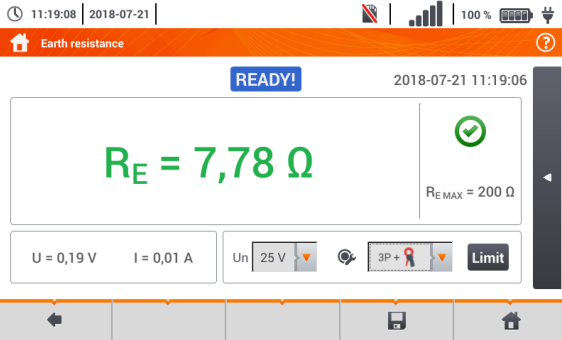 11:19:08 2018-07-21 100 %
Earth resistance ?
READY! 2018-07-21 11:19:06
RE = 7,78 Ω
RE MAX = 200 Ω
U = 0,19 V I = 0,01 A Un 25 V 3P + Limit